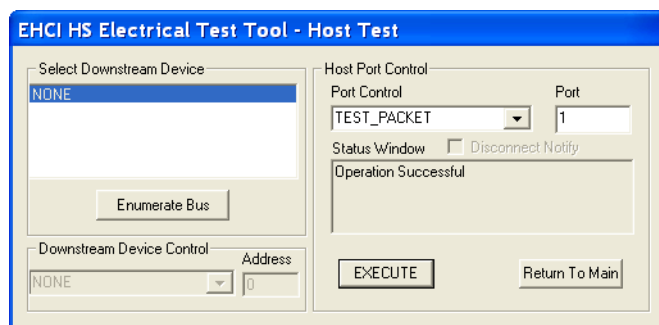 EHCI HS Electrical Test Tool - Host Test
Select Downstream Device
NONE
Enumerate Bus
Downstream Device Control
Address
NONE
0
Host Port Control
Port Control
Port
TEST_PACKET
1
Status Window
Disconnect Notify
Operation Successful
EXECUTE
Return To Main